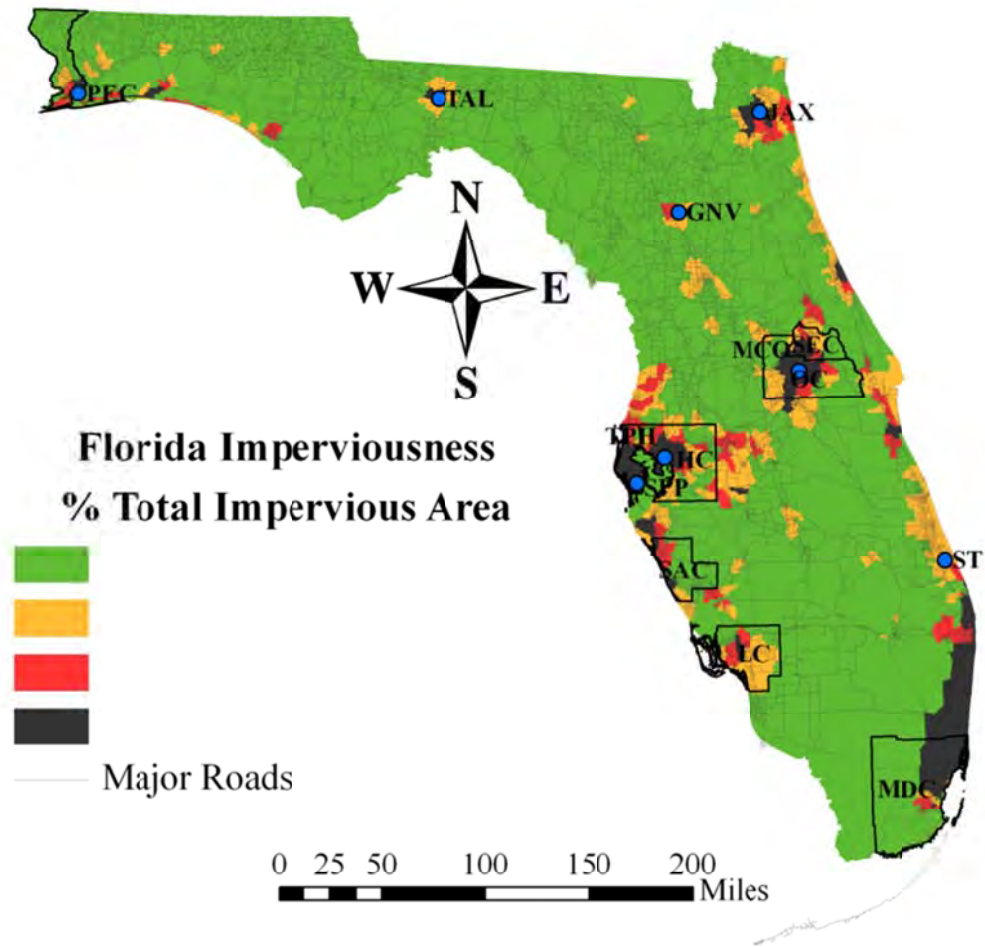 PEC
TAL
JAX
GNV
N
W
E
S
MCO
SEC
OC
TPH
HC
SPP
Florida Imperviousness
% Total Impervious Area
ST
SAC
LC
Major Roads
MDC
0 25 50 100 150 200
Miles